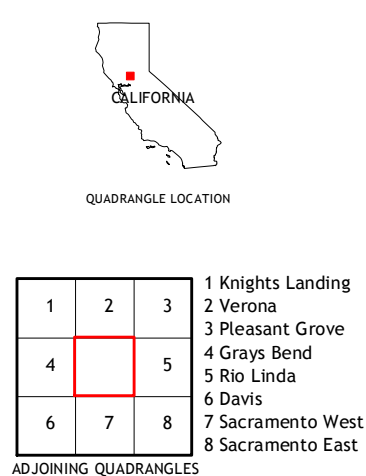 CALIFORNIA
QUADRANGLE LOCATION
1 2 3
4 5
6 7 8
1 Knights Landing
2 Verona
3 Pleasant Grove
4 Grays Bend
5 Rio Linda
6 Davis
7 Sacramento West
8 Sacramento East
ADJOINING QUADRANGLES